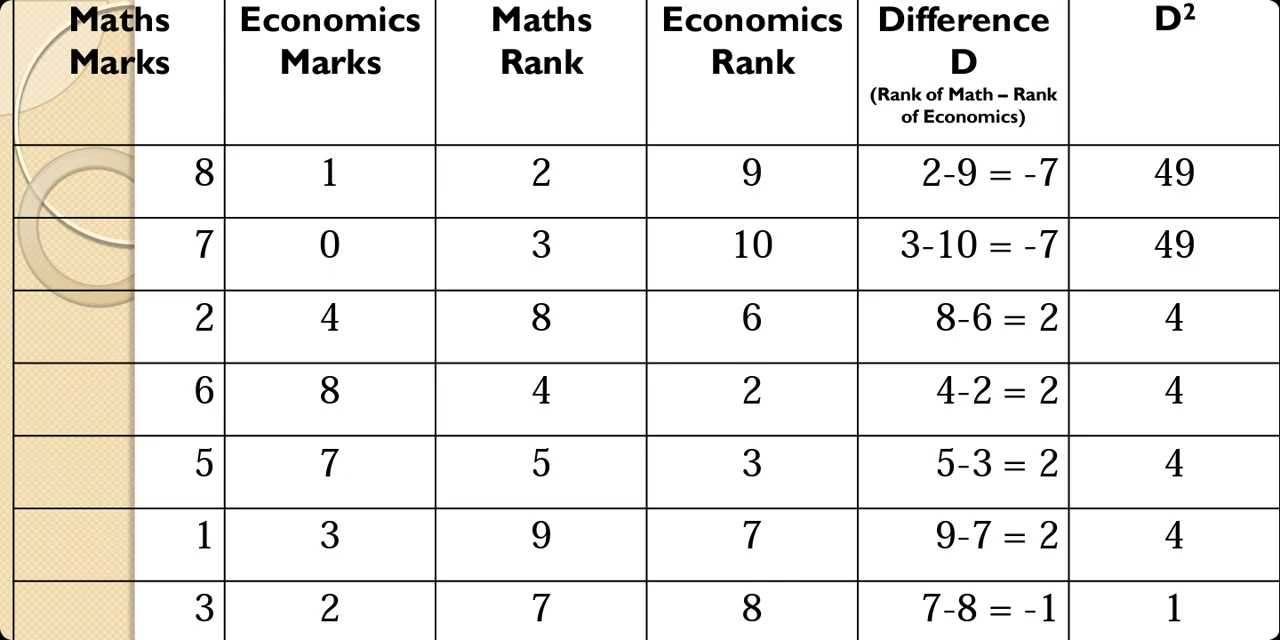 Maths Marks Economics Marks Maths Rank Economics Rank Difference D (Rank of Math – Rank of Economics) D²
8 1 2 9 2-9 = -7 49
7 0 3 10 3-10 = -7 49
2 4 8 6 8-6 = 2 4
6 8 4 2 4-2 = 2 4
5 7 5 3 5-3 = 2 4
1 3 9 7 9-7 = 2 4
3 2 7 8 7-8 = -1 1